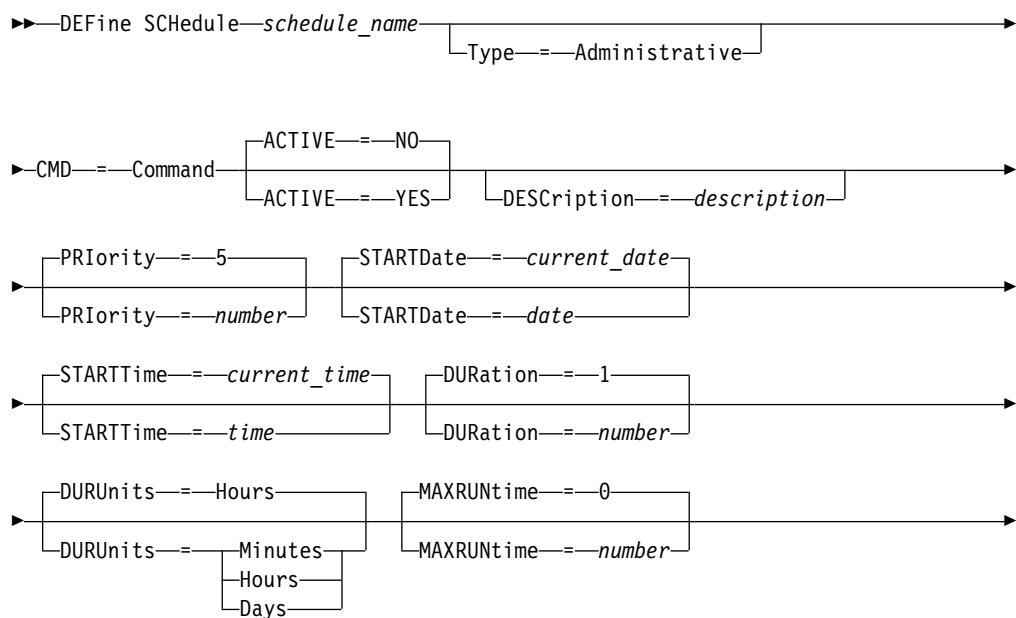 DEFine SCHedule schedule_name
Type = Administrative
CMD = Command
ACTIVE = NO
ACTIVE = YES
DESCription = description
PRIority = 5
PRIority = number
STARTDate = current_date
STARTDate = date
STARTTime = current_time
STARTTime = time
DURation = 1
DURation = number
DURUnits = Hours
DURUnits = Minutes
Hours
Days
MAXRUNtime = 0
MAXRUNtime = number